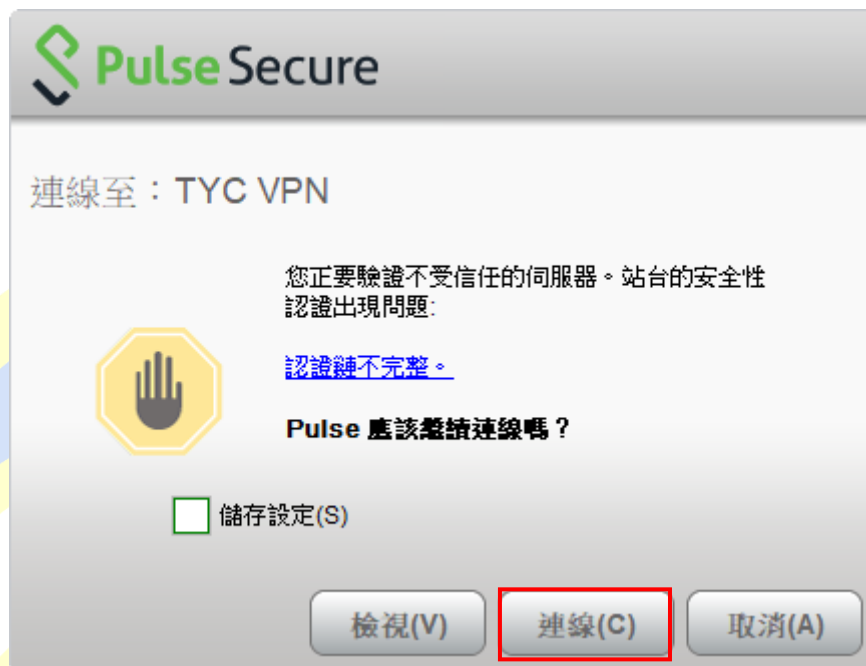 Pulse Secure
連線至：TYC VPN
您正要驗證不受信任的伺服器。站台的安全性
認證出現問題:
認證鏈不完整。
Pulse 應該繼續連線嗎？
儲存設定(S)
檢視(V) 連線(C) 取消(A)